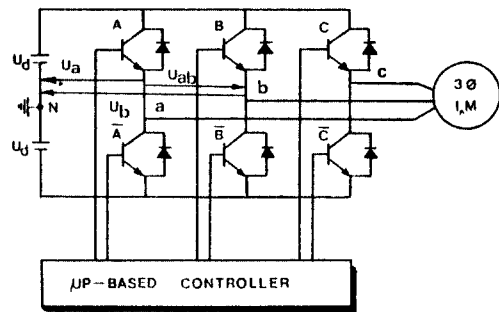 A B C
U_d
U_a
U_ab
N
U_b
a
b
c
3Ø
I.M
U_d
A̅ B̅ C̅
µP-BASED CONTROLLER